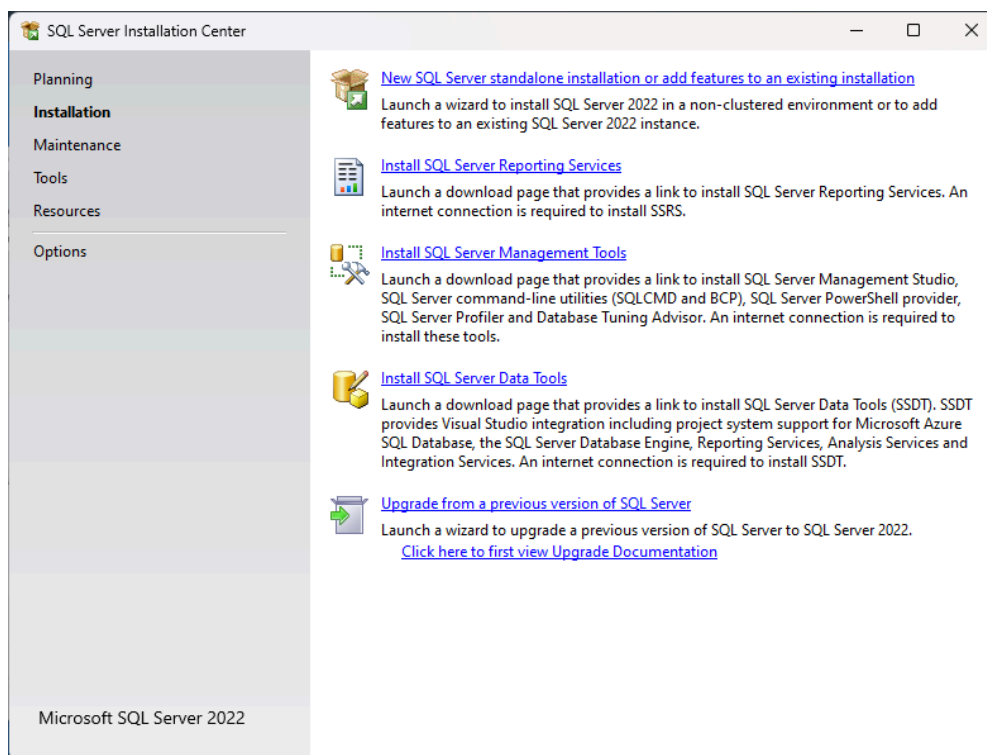 SQL Server Installation Center
Planning
Installation
Maintenance
Tools
Resources
Options
Microsoft SQL Server 2022
New SQL Server standalone installation or add features to an existing installation
Launch a wizard to install SQL Server 2022 in a non-clustered environment or to add
features to an existing SQL Server 2022 instance.
Install SQL Server Reporting Services
Launch a download page that provides a link to install SQL Server Reporting Services. An
internet connection is required to install SSRS.
Install SQL Server Management Tools
Launch a download page that provides a link to install SQL Server Management Studio,
SQL Server command-line utilities (SQLCMD and BCP), SQL Server PowerShell provider,
SQL Server Profiler and Database Tuning Advisor. An internet connection is required to
install these tools.
Install SQL Server Data Tools
Launch a download page that provides a link to install SQL Server Data Tools (SSDT). SSDT
provides Visual Studio integration including project system support for Microsoft Azure
SQL Database, the SQL Server Database Engine, Reporting Services, Analysis Services and
Integration Services. An internet connection is required to install SSDT.
Upgrade from a previous version of SQL Server
Launch a wizard to upgrade a previous version of SQL Server to SQL Server 2022.
Click here to first view Upgrade Documentation